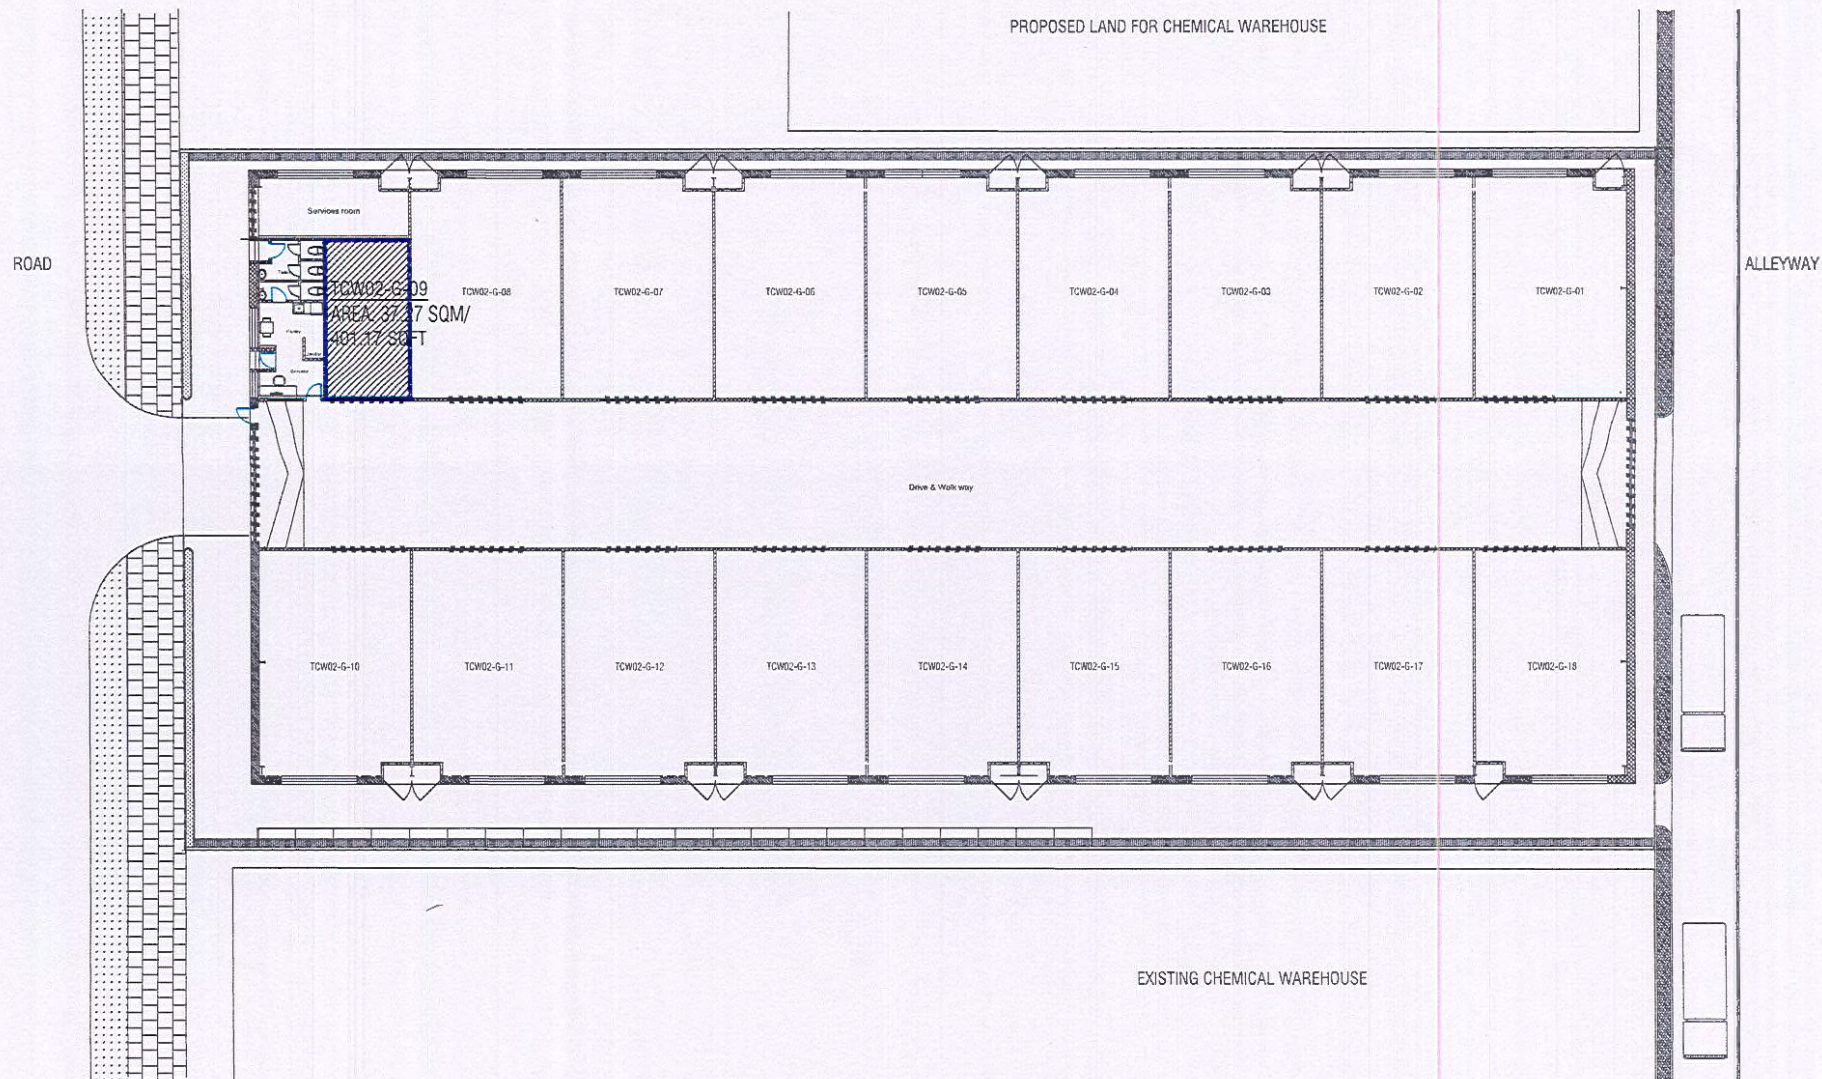 PROPOSED LAND FOR CHEMICAL WAREHOUSE
Services room
ROAD
ALLEYWAY
TCW02-G-09
AREA: 37.27 SQM/
401.17 SQFT
TCW02-G-08
TCW02-G-07
TCW02-G-06
TCW02-G-05
TCW02-G-04
TCW02-G-03
TCW02-G-02
TCW02-G-01
Pantry
Drive & Walk way
TCW02-G-10
TCW02-G-11
TCW02-G-12
TCW02-G-13
TCW02-G-14
TCW02-G-15
TCW02-G-16
TCW02-G-17
TCW02-G-18
EXISTING CHEMICAL WAREHOUSE